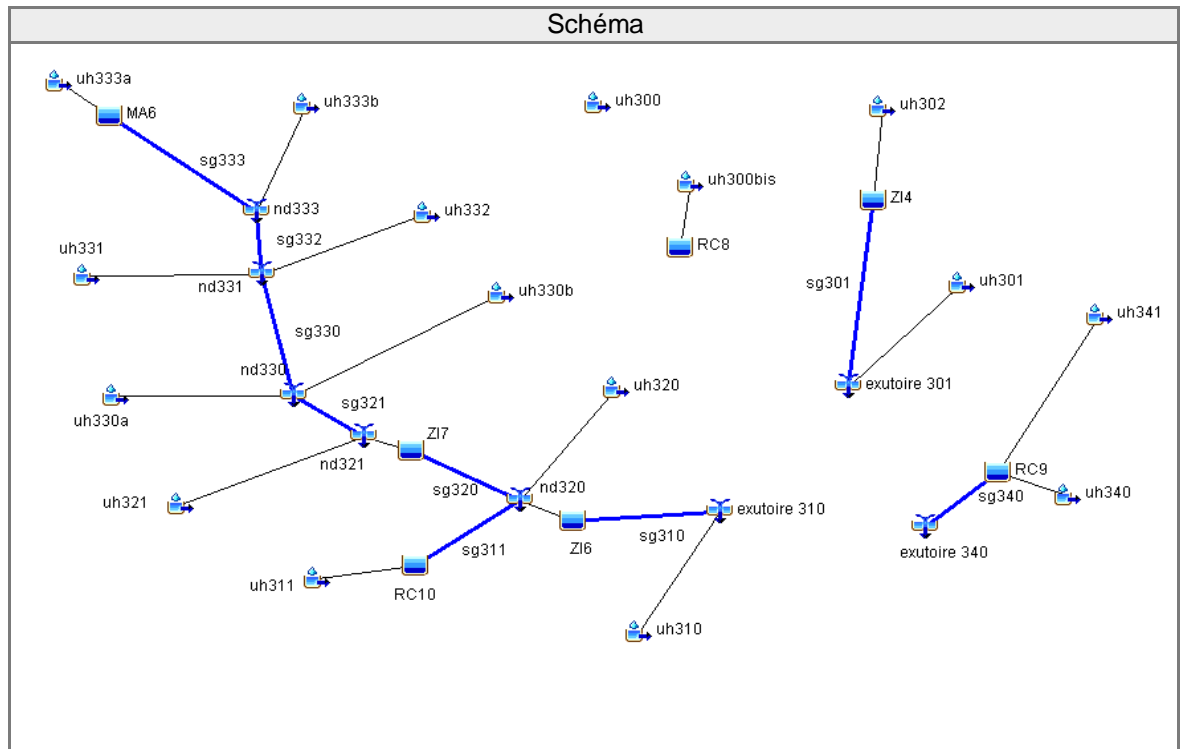 Schéma
uh333a
MA6
uh333b
uh300
uh302
sg333
uh300bis
ZI4
nd333
uh332
sg332
uh331
RC8
nd331
sg301
uh301
uh330b
uh341
sg330
nd330
exutoire 301
uh320
sg321
uh330a
ZI7
nd321
RC9
sg320
nd320
sg340
uh340
uh321
exutoire 310
sg310
ZI6
sg311
exutoire 340
uh311
RC10
uh310